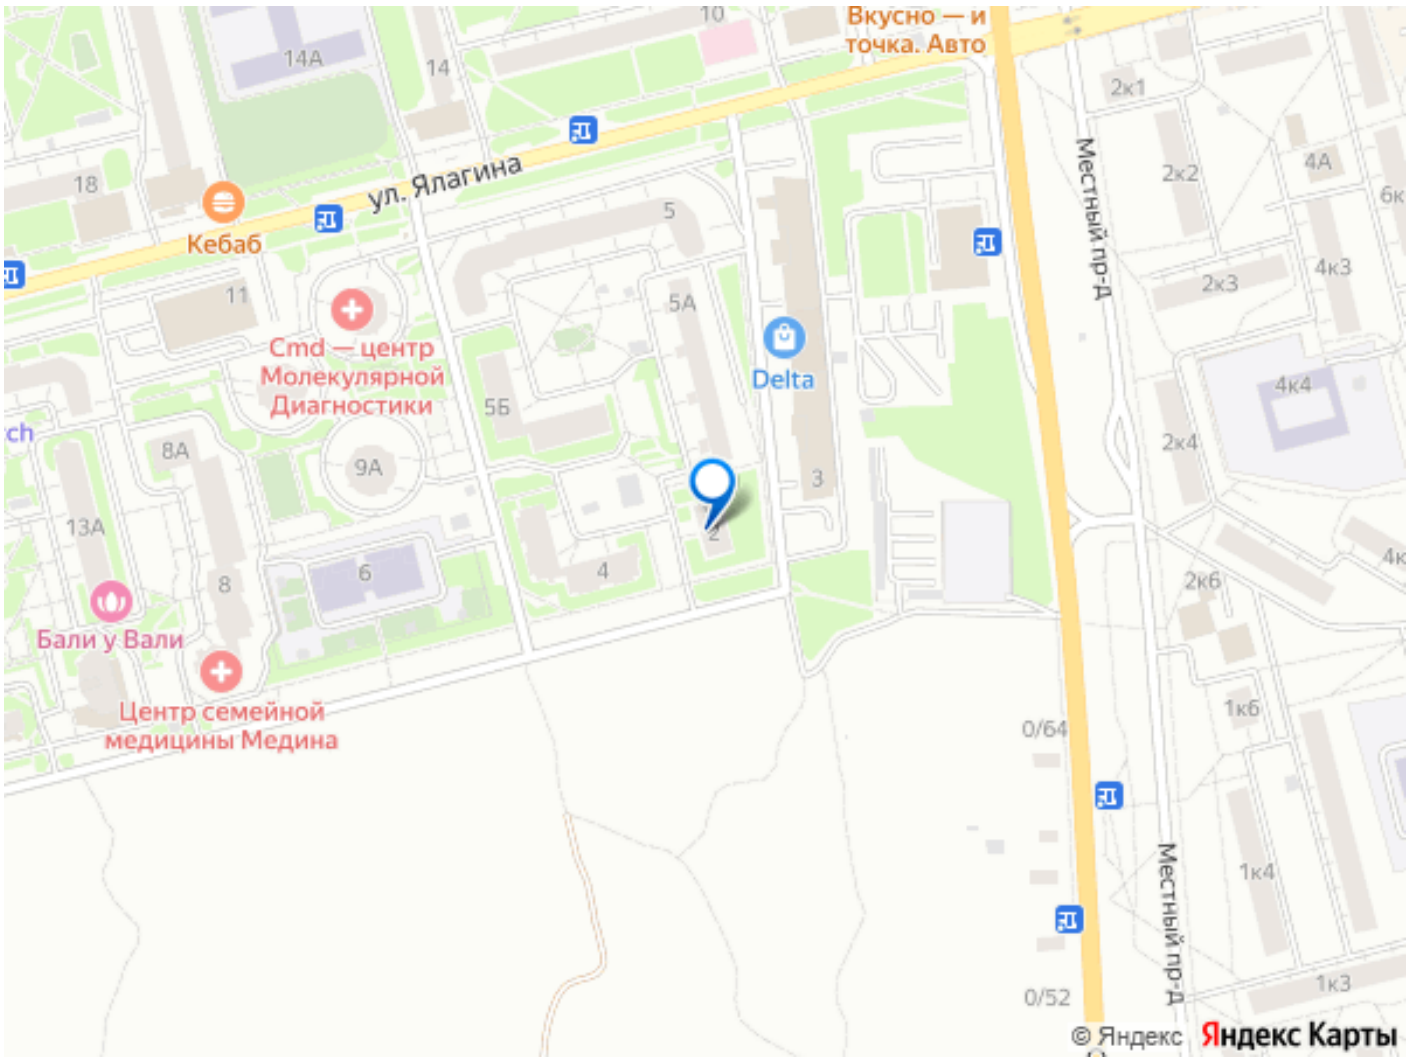 10
Вкусно — и
точка. Авто
14А
14
2к1
ул. Ялагина
Местный пр-д
2к2
4А
6к
18
Кебаб
5
11
5А
2к3
4к3
Cmd — центр
Молекулярной
Диагностики
Delta
5Б
4к4
ch
8А
9А
3
2к4
13А
2
6
4
8
4к
2к6
Бали у Вали
Центр семейной
медицины Медина
0/64
1к6
Местный пр-д
1к4
0/52
1к3
© Яндекс Яндекс Карты